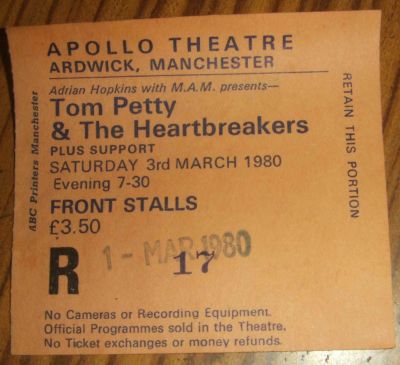 APOLLO THEATRE
ARDWICK, MANCHESTER
Adrian Hopkins with M.A.M. presents—
Tom Petty
& The Heartbreakers
PLUS SUPPORT
SATURDAY 3rd MARCH 1980
Evening 7-30
FRONT STALLS
£3.50
1 - MAR 1980
R 17
No Cameras or Recording Equipment.
Official Programmes sold in the Theatre.
No Ticket exchanges or money refunds.
ABC Printers Manchester
RETAIN THIS PORTION